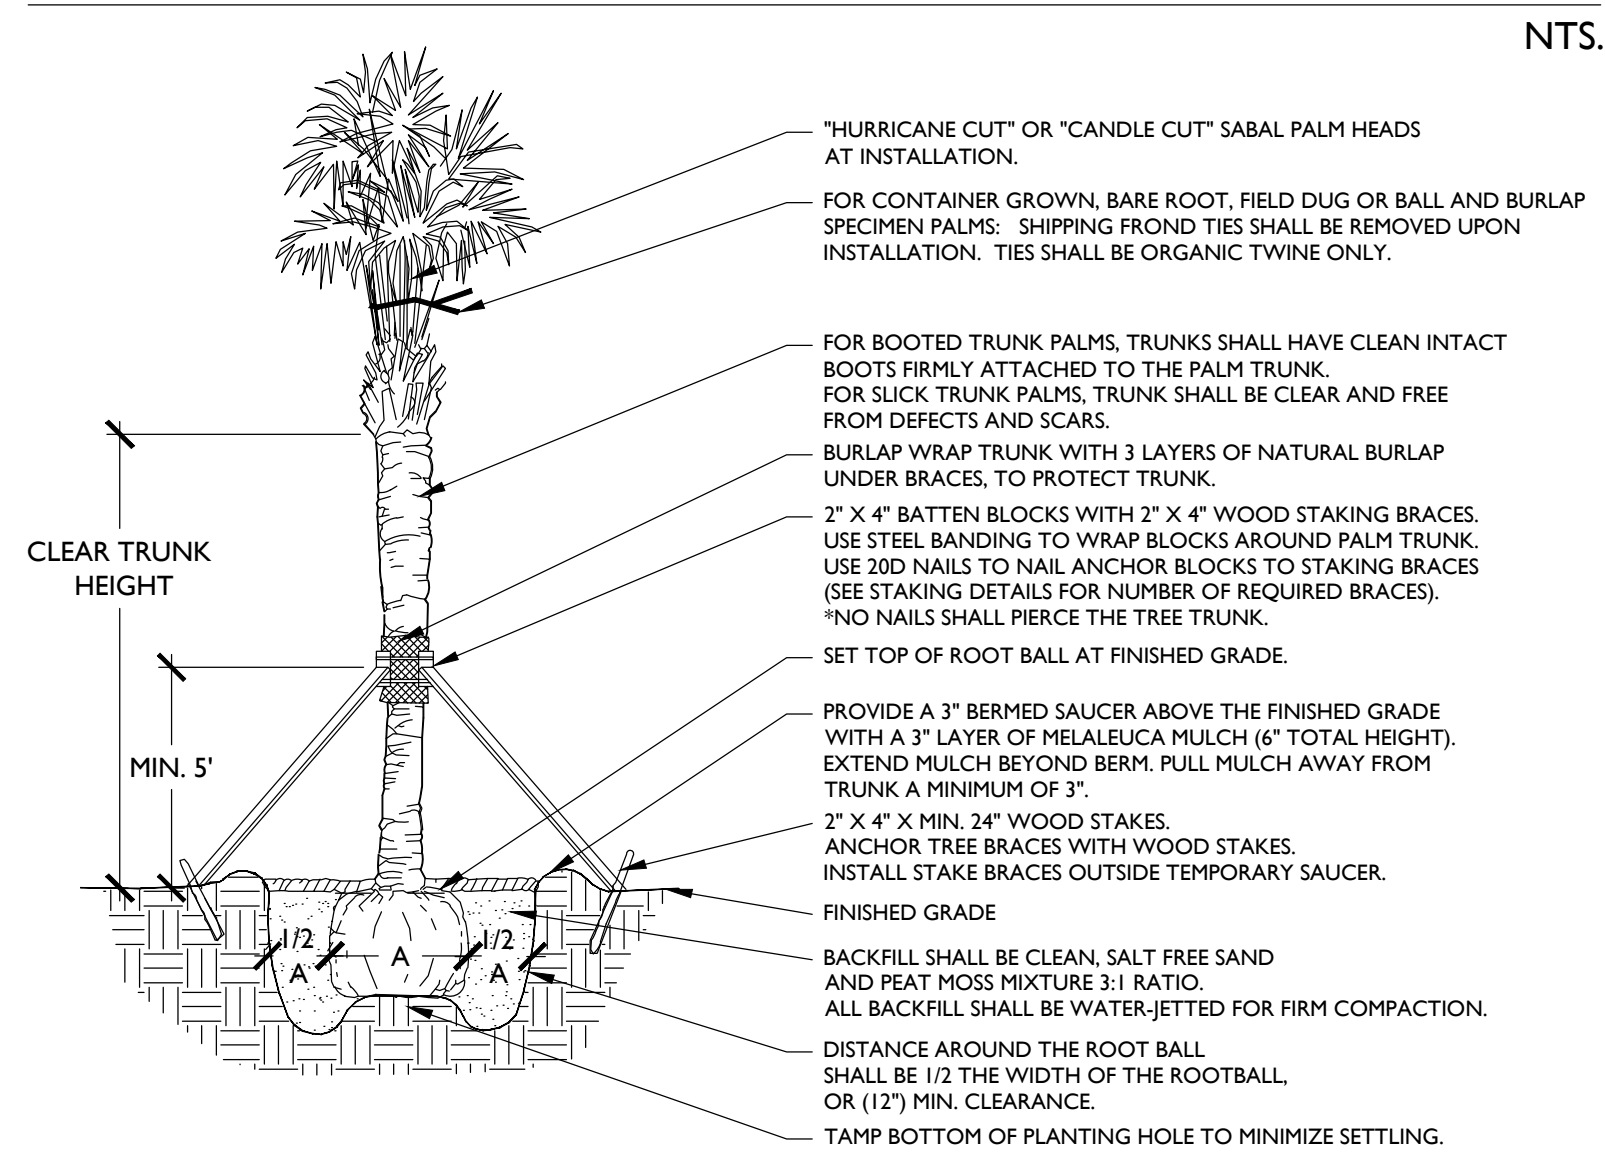 NTS.
"HURRICANE CUT" OR "CANDLE CUT" SABAL PALM HEADS
AT INSTALLATION.
FOR CONTAINER GROWN, BARE ROOT, FIELD DUG OR BALL AND BURLAP
SPECIMEN PALMS: SHIPPING FROND TIES SHALL BE REMOVED UPON
INSTALLATION. TIES SHALL BE ORGANIC TWINE ONLY.
FOR BOOTED TRUNK PALMS, TRUNKS SHALL HAVE CLEAN INTACT
BOOTS FIRMLY ATTACHED TO THE PALM TRUNK.
FOR SLICK TRUNK PALMS, TRUNK SHALL BE CLEAR AND FREE
FROM DEFECTS AND SCARS.
BURLAP WRAP TRUNK WITH 3 LAYERS OF NATURAL BURLAP
UNDER BRACES, TO PROTECT TRUNK.
2" X 4" BATTEN BLOCKS WITH 2" X 4" WOOD STAKING BRACES.
USE STEEL BANDING TO WRAP BLOCKS AROUND PALM TRUNK.
USE 20D NAILS TO NAIL ANCHOR BLOCKS TO STAKING BRACES
(SEE STAKING DETAILS FOR NUMBER OF REQUIRED BRACES).
*NO NAILS SHALL PIERCE THE TREE TRUNK.
SET TOP OF ROOT BALL AT FINISHED GRADE.
PROVIDE A 3" BERMED SAUCER ABOVE THE FINISHED GRADE
WITH A 3" LAYER OF MELALEUCA MULCH (6" TOTAL HEIGHT).
EXTEND MULCH BEYOND BERM. PULL MULCH AWAY FROM
TRUNK A MINIMUM OF 3".
2" X 4" X MIN. 24" WOOD STAKES.
ANCHOR TREE BRACES WITH WOOD STAKES.
INSTALL STAKE BRACES OUTSIDE TEMPORARY SAUCER.
FINISHED GRADE
BACKFILL SHALL BE CLEAN, SALT FREE SAND
AND PEAT MOSS MIXTURE 3:1 RATIO.
ALL BACKFILL SHALL BE WATER-JETTED FOR FIRM COMPACTION.
DISTANCE AROUND THE ROOT BALL
SHALL BE 1/2 THE WIDTH OF THE ROOTBALL,
OR (12") MIN. CLEARANCE.
TAMP BOTTOM OF PLANTING HOLE TO MINIMIZE SETTLING.
CLEAR TRUNK
HEIGHT
MIN. 5'
1/2
A
A
1/2
A